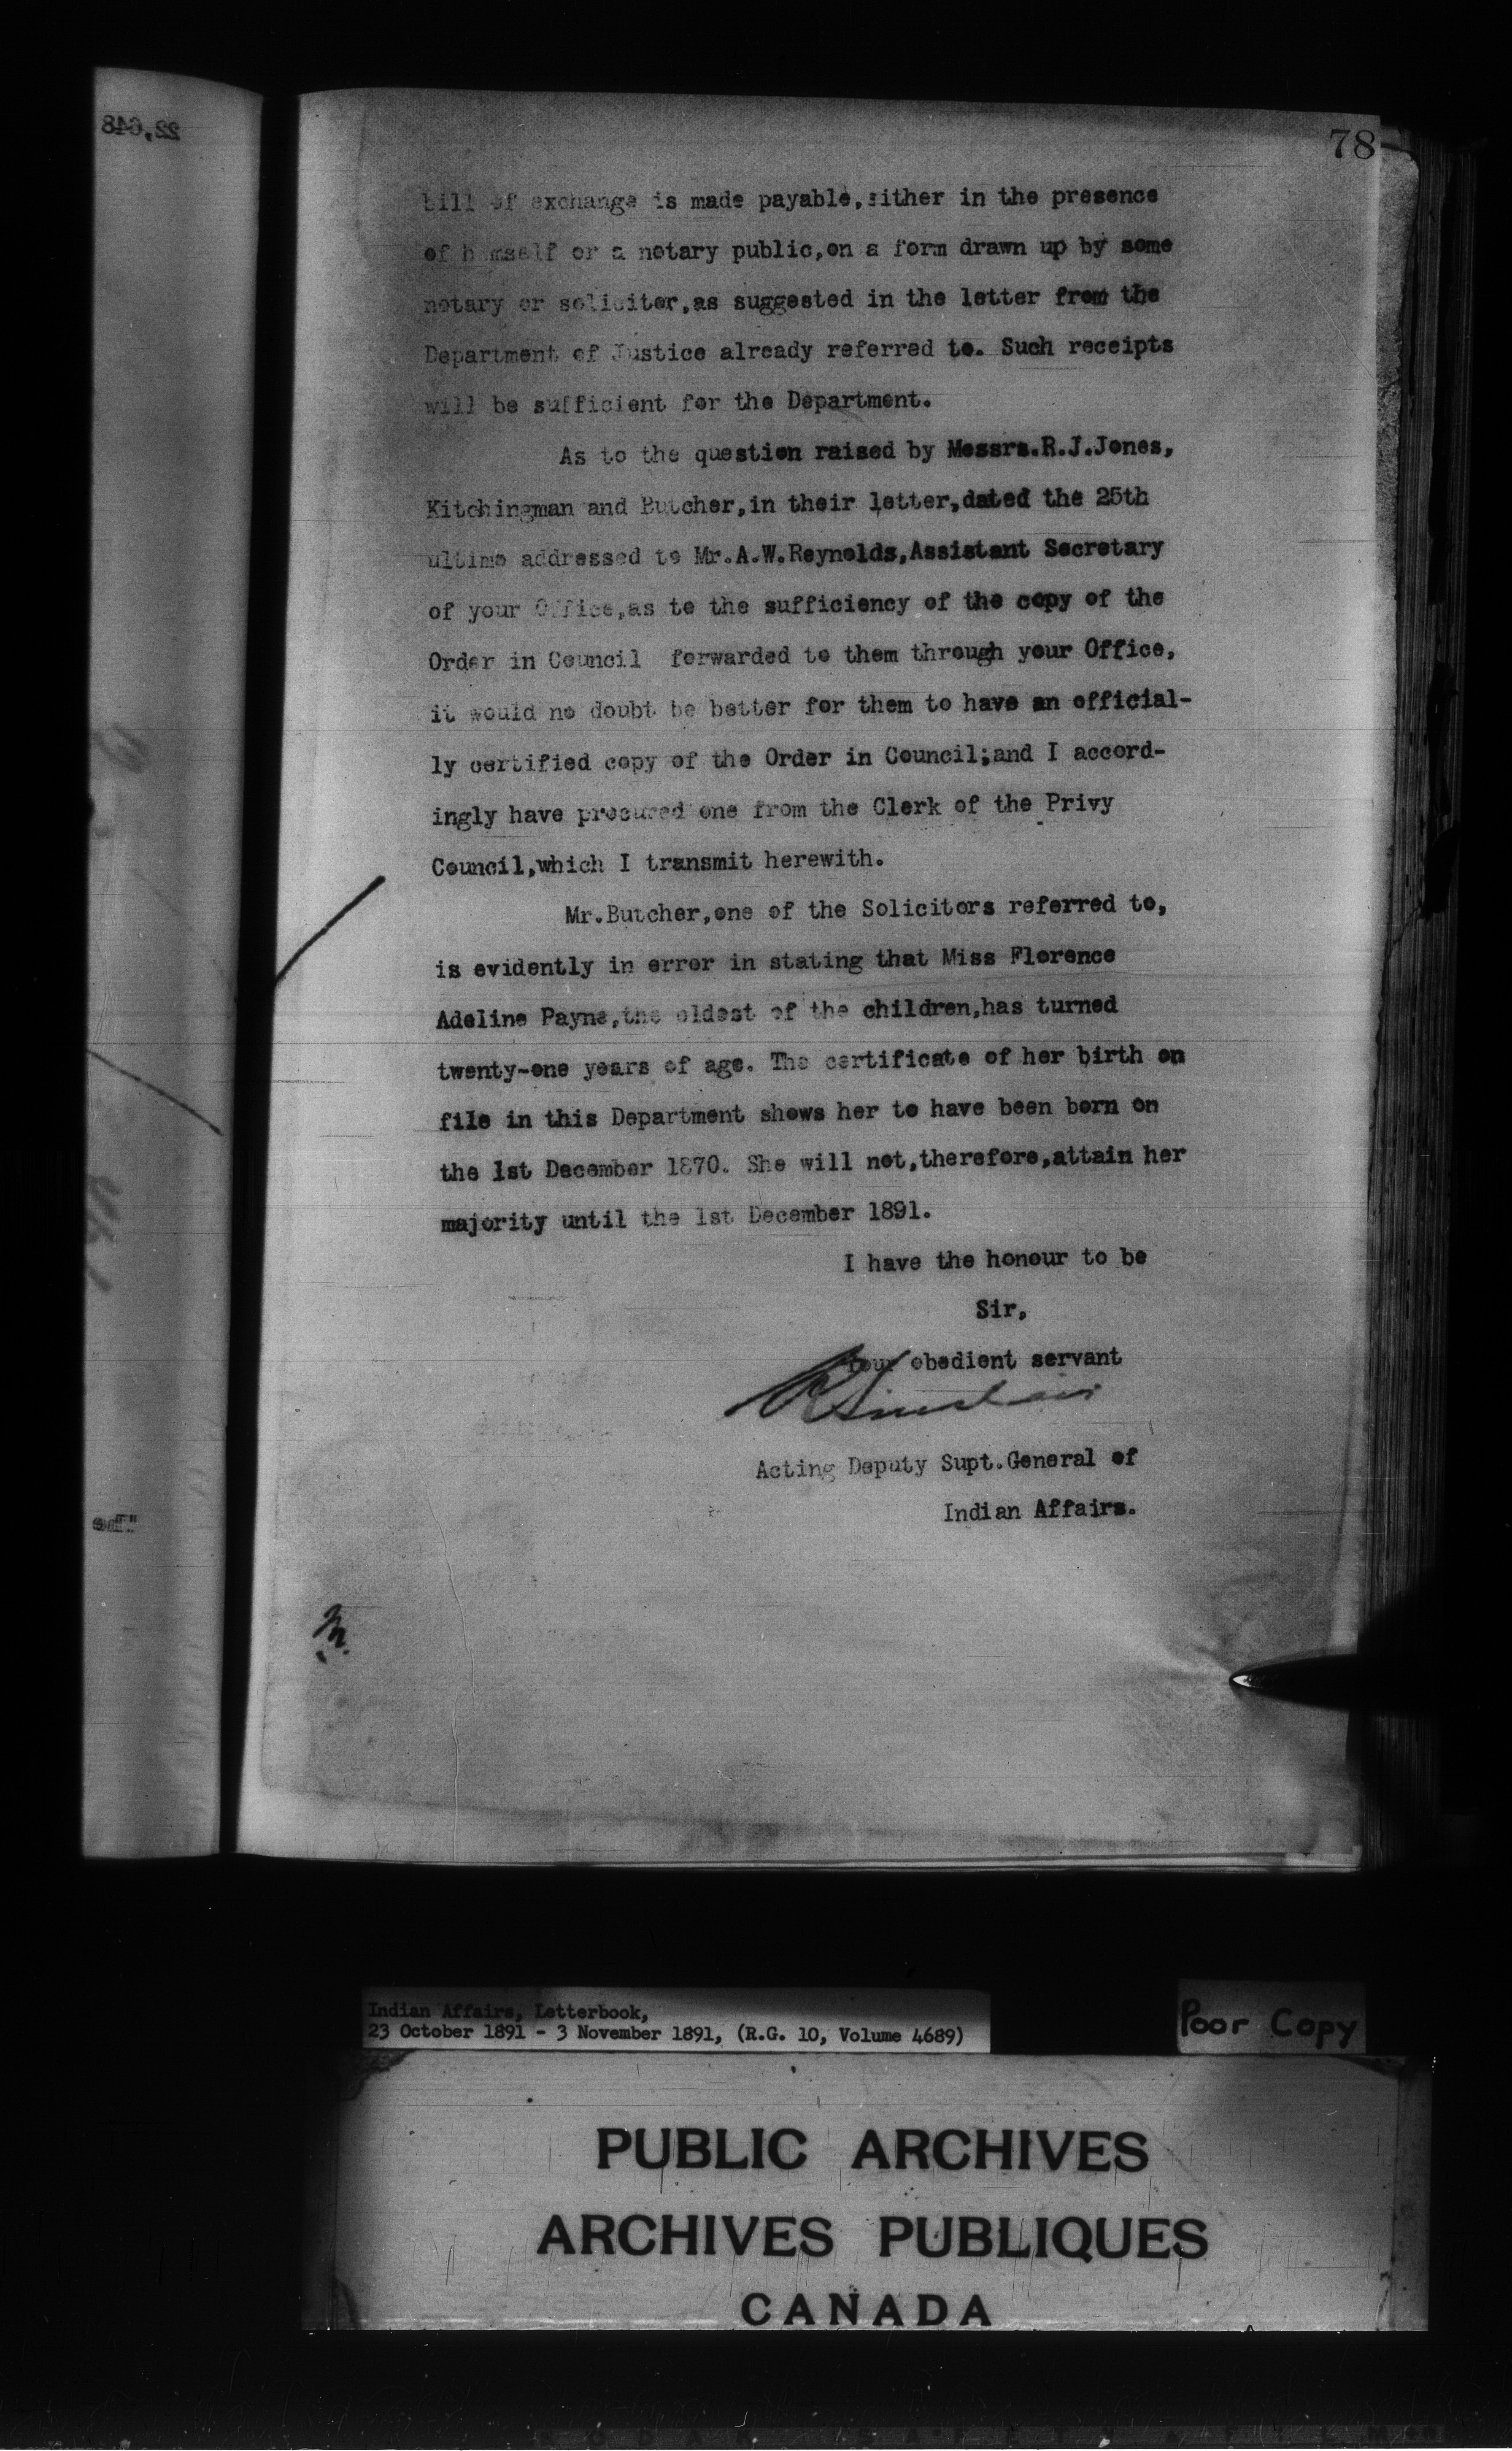 22,648
78
bill of exchange is made payable, either in the presence
of himself or a notary public, on a form drawn up by some
notary or solicitor, as suggested in the letter from the
Department of Justice already referred to. Such receipts
will be sufficient for the Department.
As to the question raised by Messrs. R.J. Jones,
Kitchingman and Butcher, in their letter, dated the 25th
ultimo addressed to Mr. A.W. Reynolds, Assistant Secretary
of your Office, as to the sufficiency of the copy of the
Order in Council forwarded to them through your Office,
it would no doubt be better for them to have an official-
ly certified copy of the Order in Council; and I accord-
ingly have procured one from the Clerk of the Privy
Council, which I transmit herewith.
Mr. Butcher, one of the Solicitors referred to,
is evidently in error in stating that Miss Florence
Adeline Payne, the oldest of the children, has turned
twenty-one years of age. The certificate of her birth on
file in this Department shows her to have been born on
the 1st December 1870. She will not, therefore, attain her
majority until the 1st December 1891.
I have the honour to be
Sir,
Your obedient servant
R Sinclair
Acting Deputy Supt. General of
Indian Affairs.
Indian Affairs, Letterbook,
23 October 1891 - 3 November 1891, (R.G. 10, Volume 4689)
Poor Copy
PUBLIC ARCHIVES
ARCHIVES PUBLIQUES
CANADA